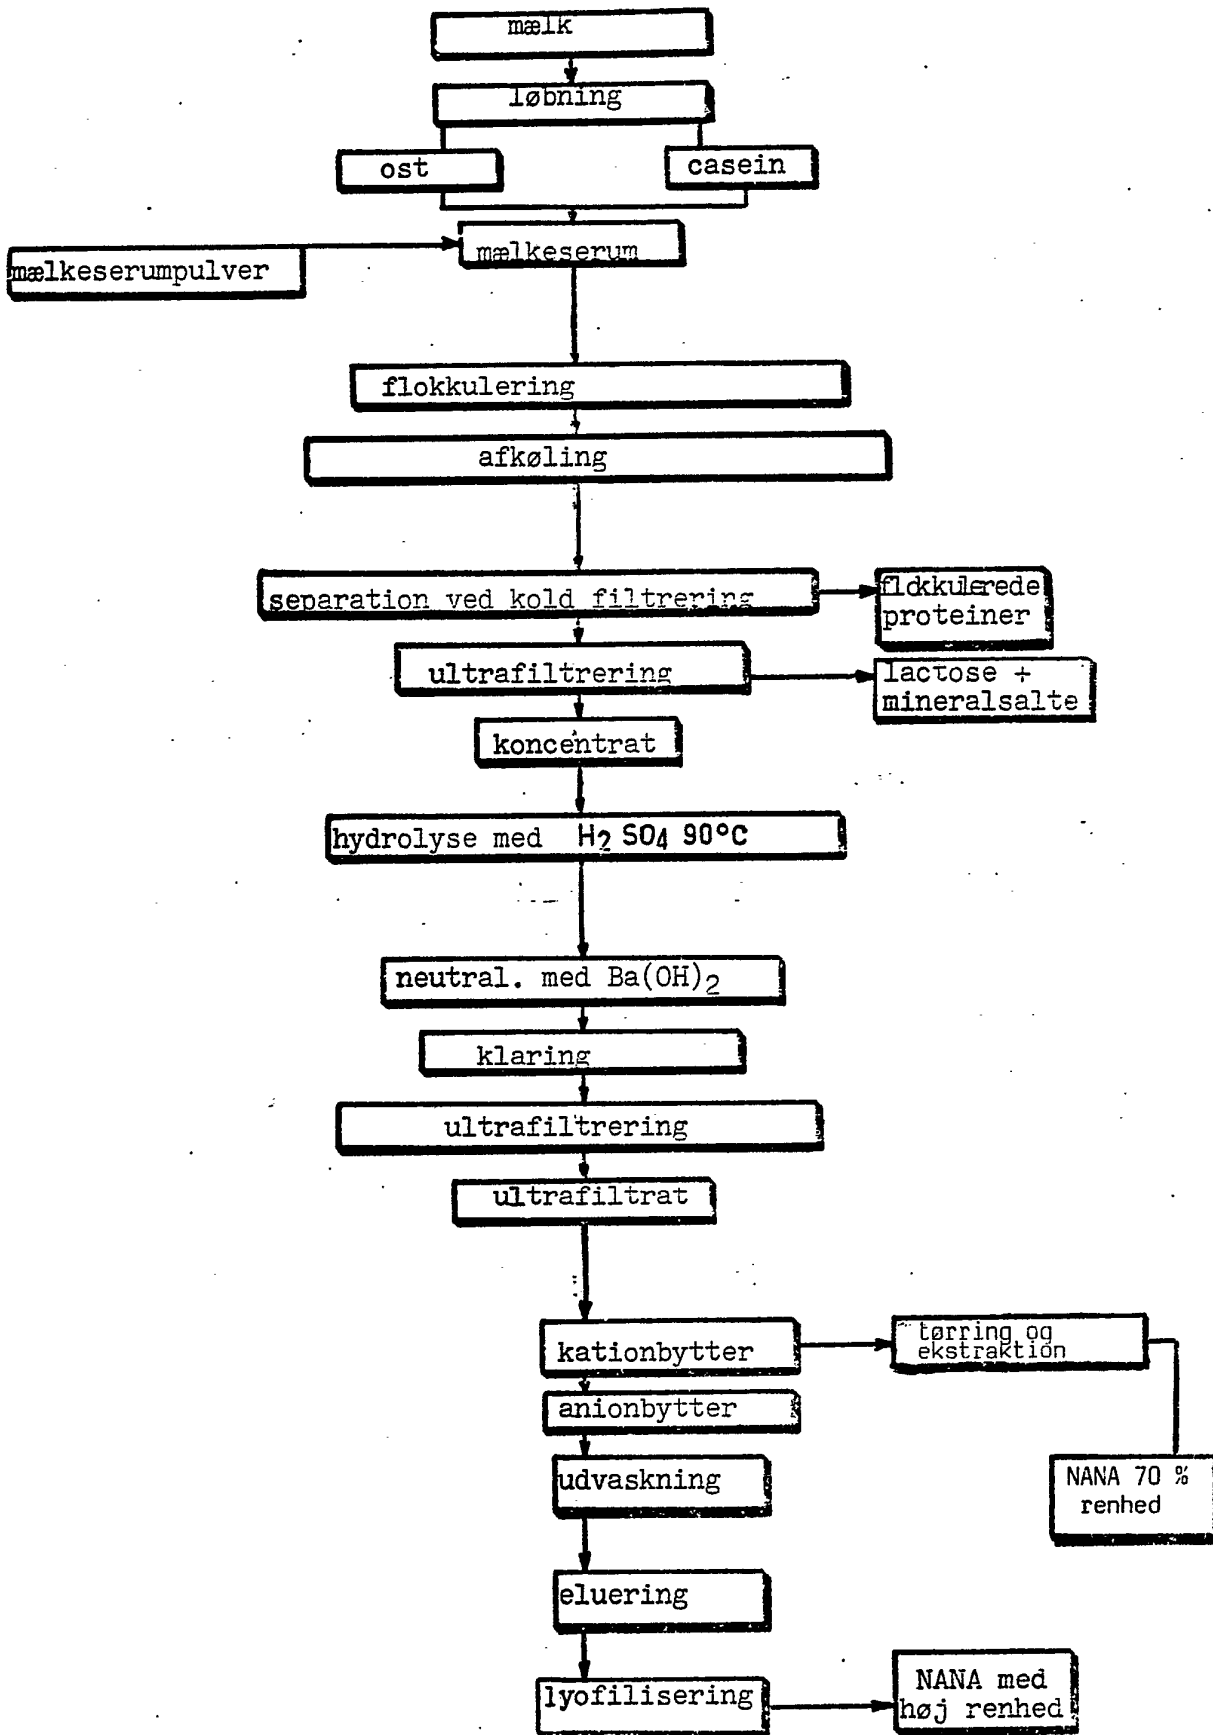 mælk
løbning
ost
casein
mælkeserum
mælkeserumpulver
flokkulering
afkøling
separation ved kold filtrering
flokkulerede
proteiner
ultrafiltrering
lactose +
mineralsalte
koncentrat
hydrolyse med H2 SO4 90°C
neutral. med Ba(OH)2
klaring
ultrafiltrering
ultrafiltrat
kationbytter
tørring og
ekstraktion
anionbytter
udvaskning
NANA 70 %
renhed
eluering
lyofilisering
NANA med
høj renhed